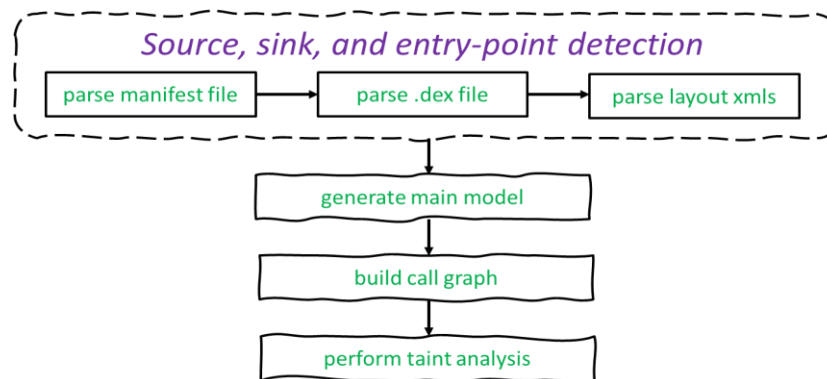 Source, sink, and entry-point detection
parse manifest file
parse .dex file
parse layout xmls
generate main model
build call graph
perform taint analysis